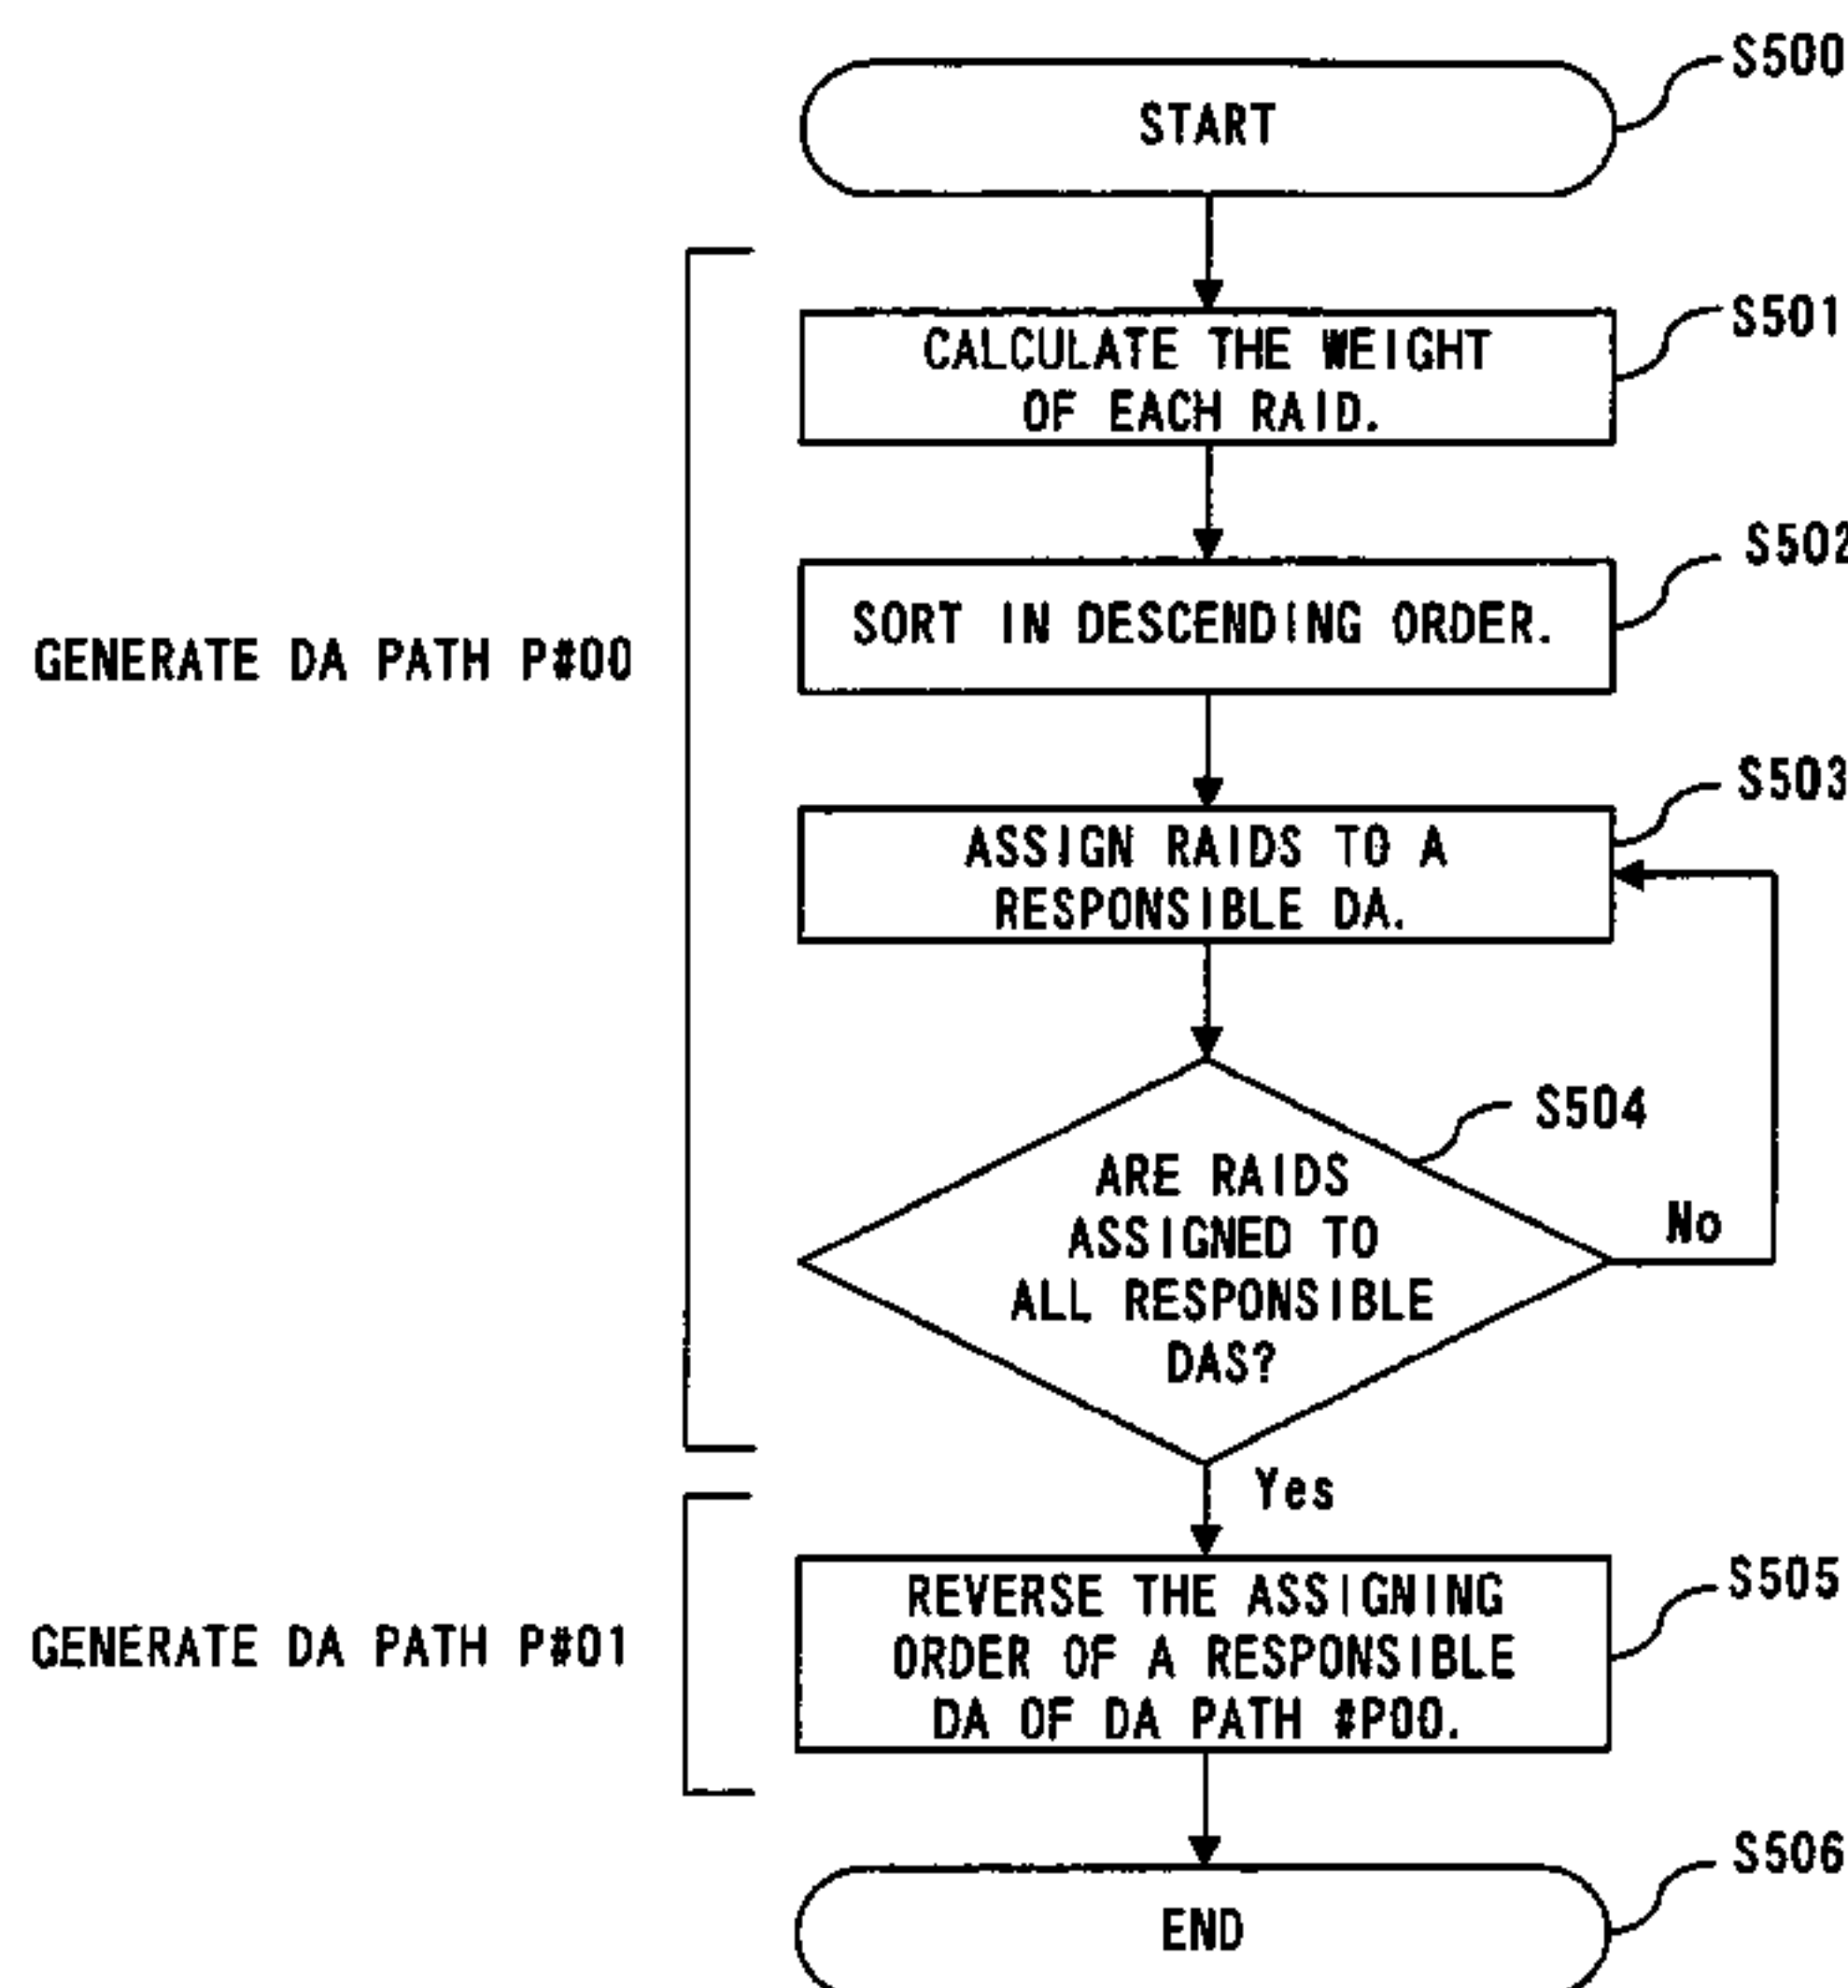 START
S500
CALCULATE THE WEIGHT
OF EACH RAID.
S501
SORT IN DESCENDING ORDER.
S502
GENERATE DA PATH P#00
ASSIGN RAIDS TO A
RESPONSIBLE DA.
S503
ARE RAIDS
ASSIGNED TO
ALL RESPONSIBLE
DAS?
S504
No
Yes
REVERSE THE ASSIGNING
ORDER OF A RESPONSIBLE
DA OF DA PATH #P00.
S505
GENERATE DA PATH P#01
END
S506